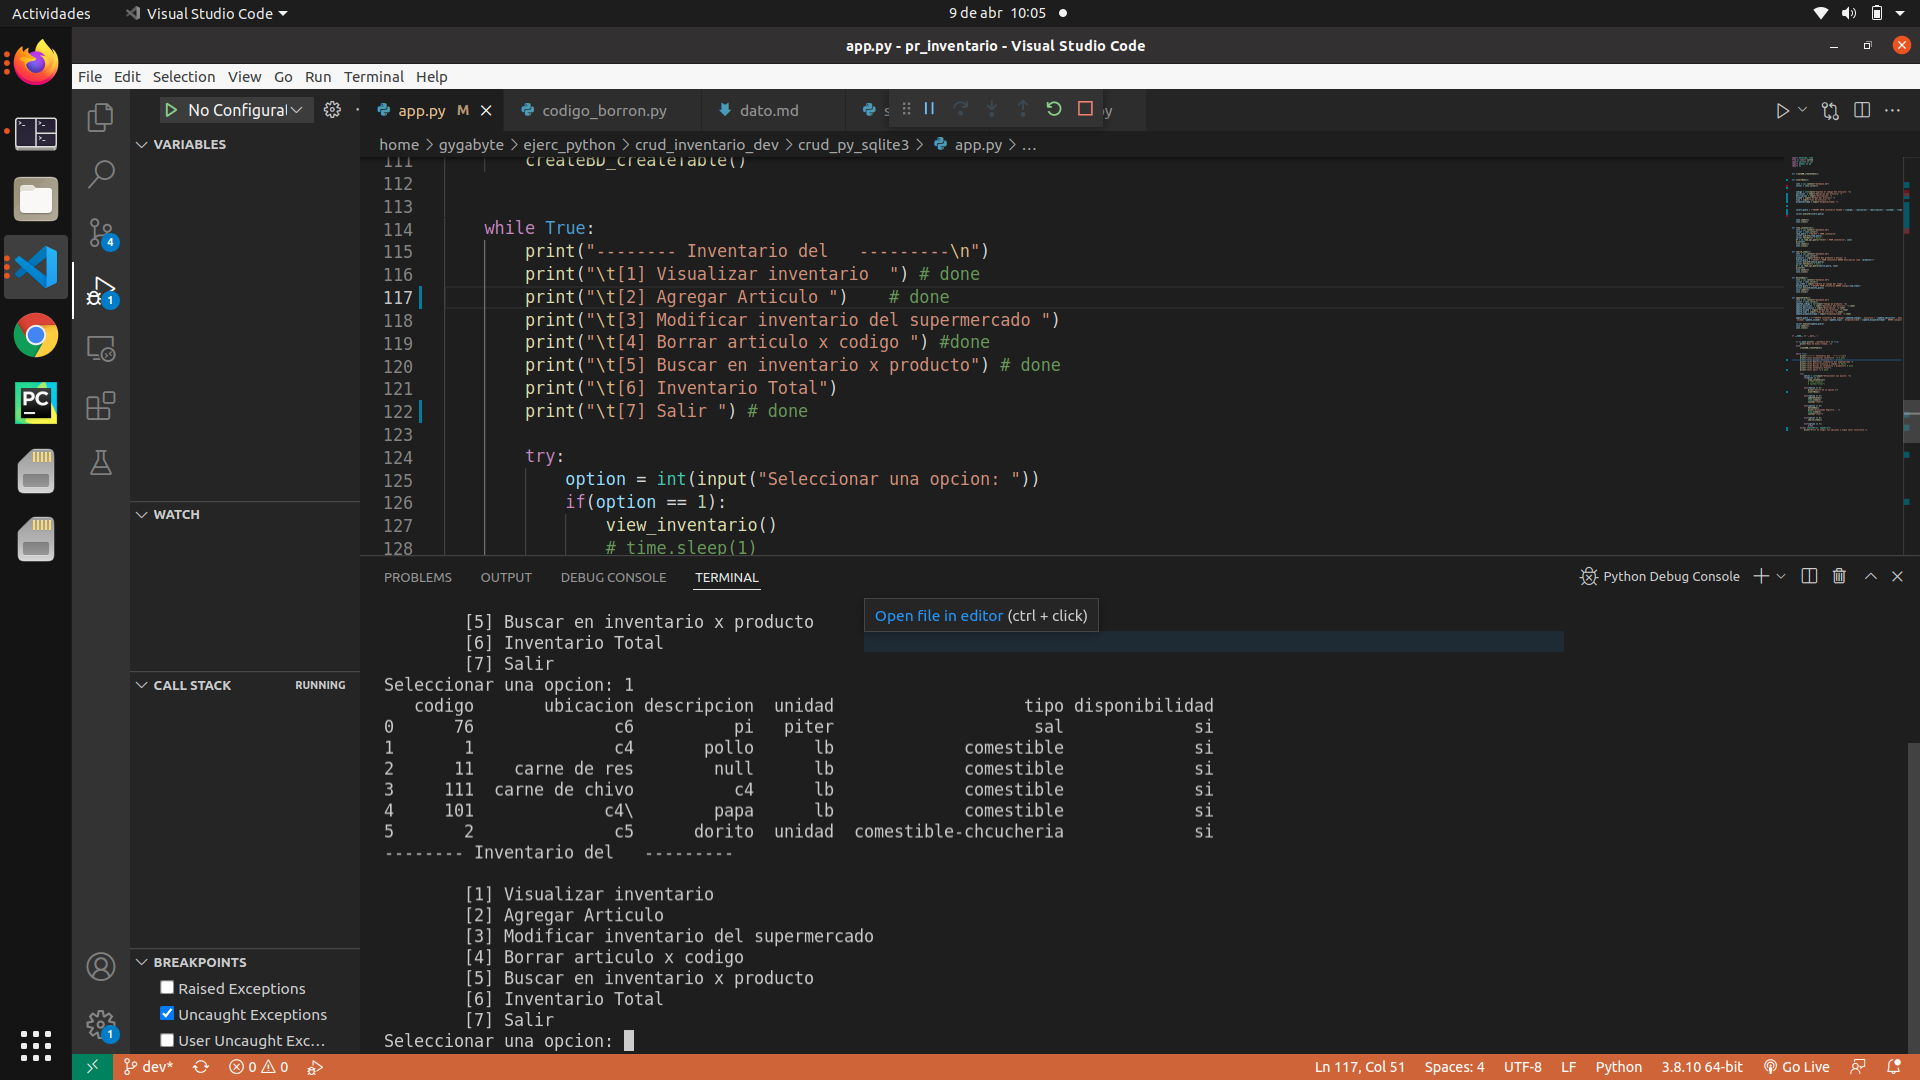 Actividades
Visual Studio Code
9 de abr 10:05
app.py - pr_inventario - Visual Studio Code
File Edit Selection View Go Run Terminal Help
No Configurat
app.py M
codigo_borron.py
dato.md
s
y
VARIABLES
home > gygabyte > ejerc_python > crud_inventario_dev > crud_py_sqlite3 > app.py > ...
111 createBD_createTable()
112
113
114 while True:
115 print("-------- Inventario del   ---------\n")
116 print("\t[1] Visualizar inventario  ") # done
117 print("\t[2] Agregar Articulo ")    # done
118 print("\t[3] Modificar inventario del supermercado ")
119 print("\t[4] Borrar articulo x codigo ") #done
120 print("\t[5] Buscar en inventario x producto") # done
121 print("\t[6] Inventario Total")
122 print("\t[7] Salir ") # done
123
124 try:
125 option = int(input("Seleccionar una opcion: "))
126 if(option == 1):
127 view_inventario()
128 # time.sleep(1)
WATCH
CALL STACK RUNNING
BREAKPOINTS
Raised Exceptions
Uncaught Exceptions
User Uncaught Exc...
4
1
PC
1
PROBLEMS OUTPUT DEBUG CONSOLE TERMINAL
Python Debug Console
Open file in editor (ctrl + click)
[5] Buscar en inventario x producto
[6] Inventario Total
[7] Salir
Seleccionar una opcion: 1
codigo ubicacion descripcion unidad tipo disponibilidad
0 76 c6 pi piter sal si
1 1 c4 pollo lb comestible si
2 11 carne de res null lb comestible si
3 111 carne de chivo c4 lb comestible si
4 101 c4\ papa lb comestible si
5 2 c5 dorito unidad comestible-chcucheria si
-------- Inventario del   ---------
[1] Visualizar inventario
[2] Agregar Articulo
[3] Modificar inventario del supermercado
[4] Borrar articulo x codigo
[5] Buscar en inventario x producto
[6] Inventario Total
[7] Salir
Seleccionar una opcion:
dev* 0 0
Ln 117, Col 51 Spaces: 4 UTF-8 LF Python 3.8.10 64-bit Go Live